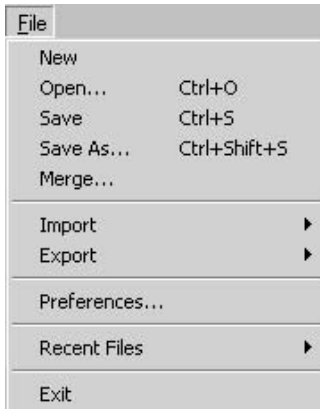 File
New
Open... Ctrl+O
Save Ctrl+S
Save As... Ctrl+Shift+S
Merge...
Import
Export
Preferences...
Recent Files
Exit